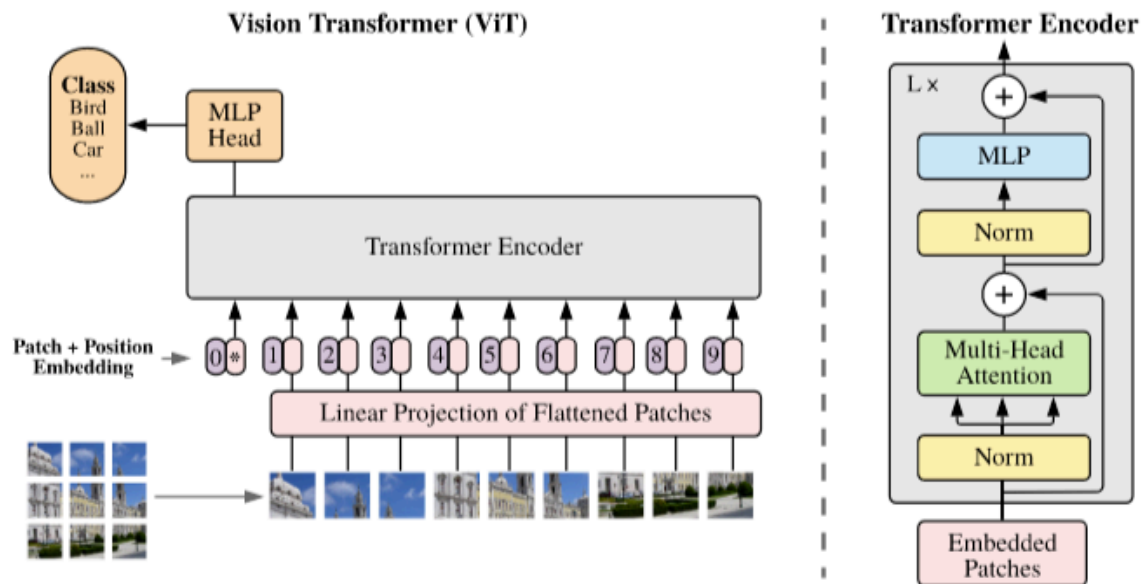 Vision Transformer (ViT)
Class
Bird
Ball
Car
...
MLP
Head
Transformer Encoder
Patch + Position
Embedding
0 * 1 2 3 4 5 6 7 8 9
Linear Projection of Flattened Patches
Transformer Encoder
L ×
+
MLP
Norm
+
Multi-Head
Attention
Norm
Embedded
Patches